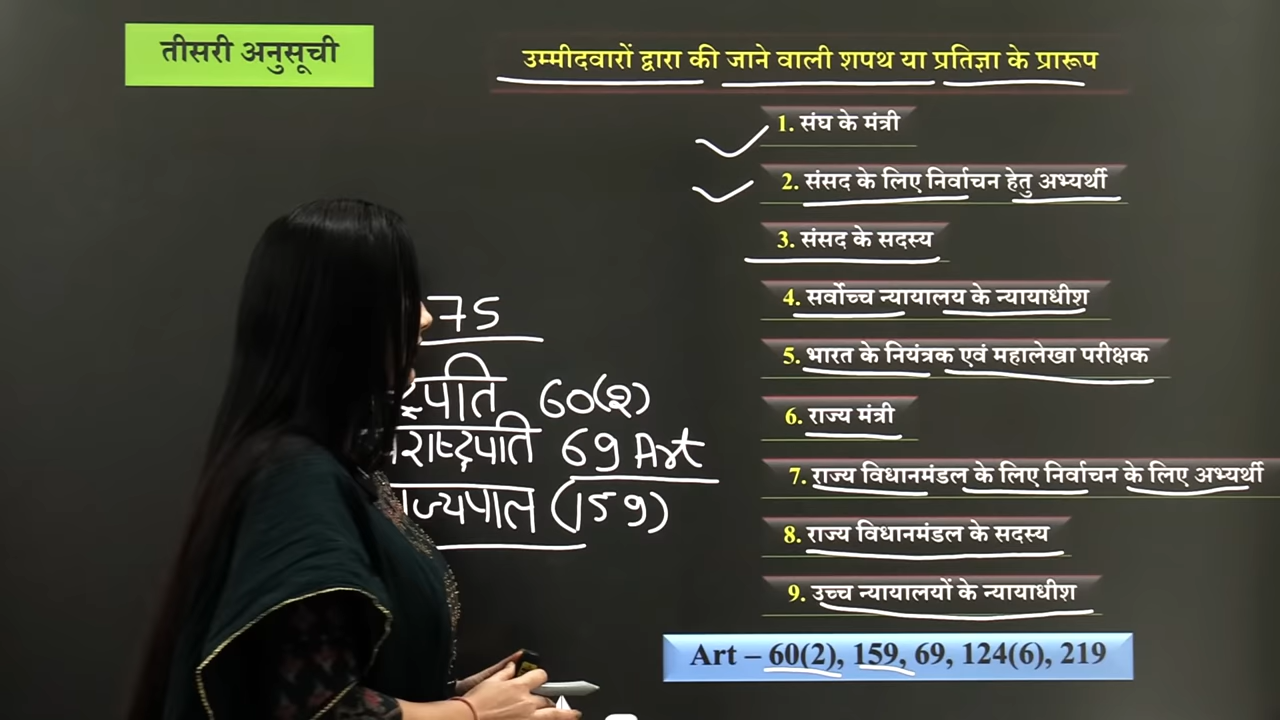 तीसरी अनुसूची
उम्मीदवारों द्वारा की जाने वाली शपथ या प्रतिज्ञा के प्रारूप
1. संघ के मंत्री
2. संसद के लिए निर्वाचन हेतु अभ्यर्थी
3. संसद के सदस्य
4. सर्वोच्च न्यायालय के न्यायाधीश
5. भारत के नियंत्रक एवं महालेखा परीक्षक
6. राज्य मंत्री
7. राज्य विधानमंडल के लिए निर्वाचन के लिए अभ्यर्थी
8. राज्य विधानमंडल के सदस्य
9. उच्च न्यायालयों के न्यायाधीश
Art – 60(2), 159, 69, 124(6), 219
75
60(2)
69 Art
(159)